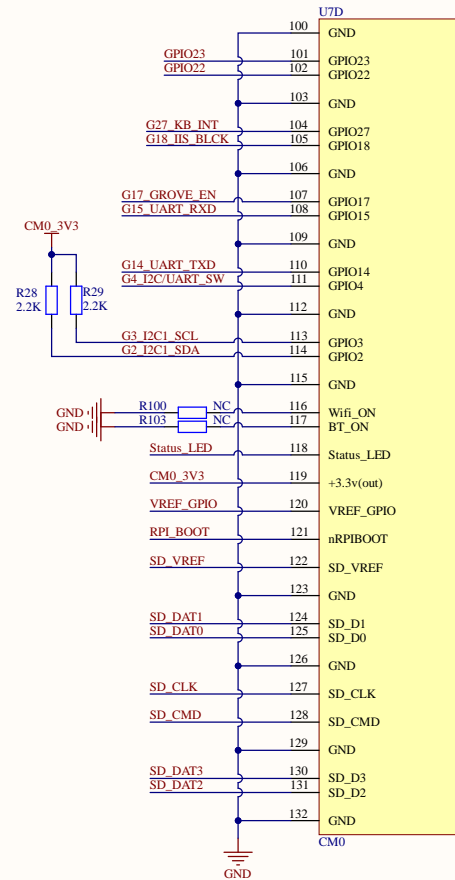 U7D
100 GND
GPIO23 101 GPIO23
GPIO22 102 GPIO22
103 GND
G27_KB_INT 104 GPIO27
G18_IIS_BLCK 105 GPIO18
106 GND
G17_GROVE_EN 107 GPIO17
G15_UART_RXD 108 GPIO15
CM0_3V3
109 GND
G14_UART_TXD 110 GPIO14
G4_I2C/UART_SW 111 GPIO4
R28 R29
2.2K 2.2K
112 GND
G3_I2C1_SCL 113 GPIO3
G2_I2C1_SDA 114 GPIO2
115 GND
GND R100 NC 116 Wifi_ON
GND R103 NC 117 BT_ON
Status_LED 118 Status_LED
CM0_3V3 119 +3.3v(out)
VREF_GPIO 120 VREF_GPIO
RPI_BOOT 121 nRPIBOOT
SD_VREF 122 SD_VREF
123 GND
SD_DAT1 124 SD_D1
SD_DAT0 125 SD_D0
126 GND
SD_CLK 127 SD_CLK
SD_CMD 128 SD_CMD
129 GND
SD_DAT3 130 SD_D3
SD_DAT2 131 SD_D2
132 GND
CM0
GND